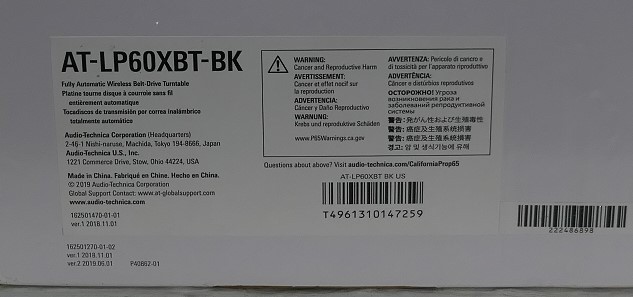 AT-LP60XBT-BK
Fully Automatic Wireless Belt-Drive Turntable
Platine tourne disque à courroie sans fil
entièrement automatique
Tocadiscos de transmisión por correa inalámbrico
totalmente automático
Audio-Technica Corporation (Headquarters)
2-46-1 Nishi-naruse, Machida, Tokyo 194-8666, Japan
Audio-Technica U.S., Inc.
1221 Commerce Drive, Stow, Ohio 44224, USA
Made in China. Fabriqué en Chine. Hecho en China.
© 2019 Audio-Technica Corporation
Global Support Contact: www.at-globalsupport.com
www.audio-technica.com
162501470-01-01
ver.1 2018.11.01
162501270-01-02
ver.1 2018.11.01
ver.2 2019.06.01 P40862-01
WARNING:
Cancer and Reproductive Harm
AVERTISSEMENT:
Cancer et effet nocif sur
la reproduction
ADVERTENCIA:
Cáncer y Daño Reproductivo
WARNUNG:
Krebs und reproduktive Schäden
www.P65Warnings.ca.gov
AVVERTENZA: Pericolo di cancro e
di tossicità per l'apparato riproduttivo
ADVERTÊNCIA:
Câncer e distúrbios reprodutivos
ОСТОРОЖНО! Угроза
возникновения рака и
заболеваний репродуктивной
системы
警告: 発がん性および生殖毒性
警告: 癌症及生殖系统损害
警告: 癌症及生殖系統損害
경고: 암 및 생식기능에 유해
Questions about above? Visit audio-technica.com/CaliforniaProp65
AT-LP60XBT BK US
T4961310147259
222486898